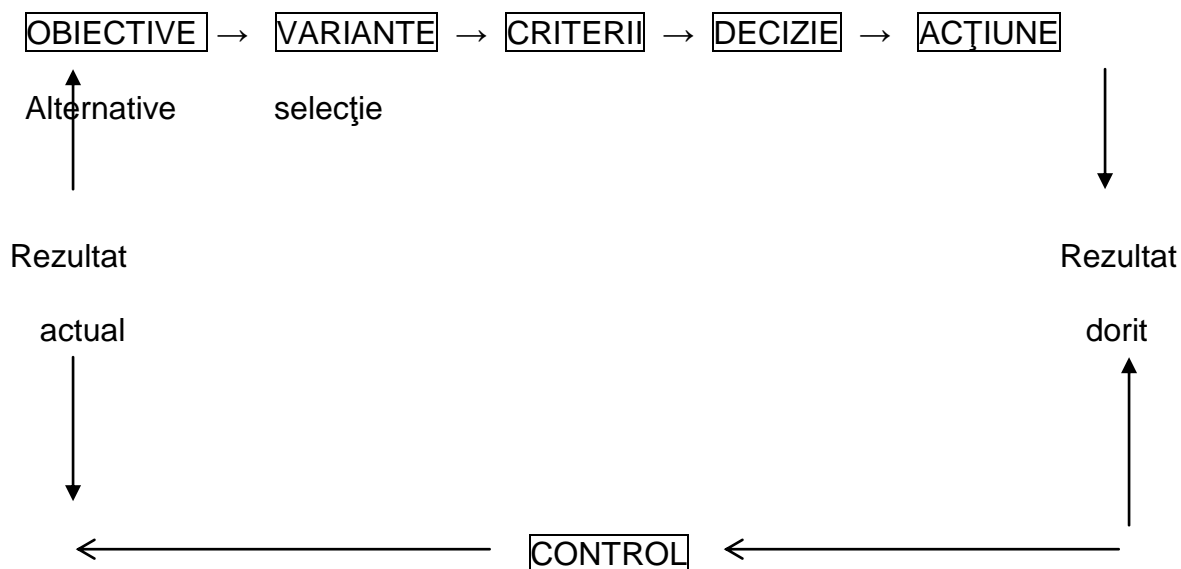 OBIECTIVE → VARIANTE → CRITERII → DECIZIE → ACŢIUNE
Alternative selecţie
Rezultat Rezultat
actual dorit
CONTROL